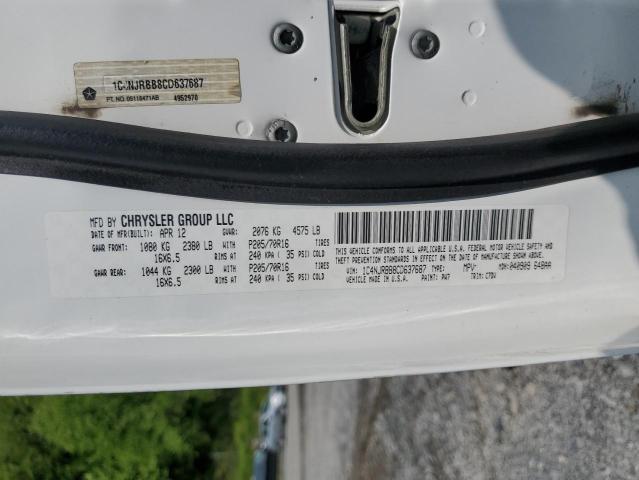 1C4NJRBB8CD637687
PT. NO. 05116471AB 4952970
MFD BY CHRYSLER GROUP LLC
DATE OF MFR(BUILT): APR 12 GVWR: 2076 KG 4575 LB
GAWR FRONT: 1080 KG 2380 LB WITH P205/70R16 TIRES
16X6.5 RIMS AT 240 KPA ( 35 PSI) COLD
GAWR REAR: 1044 KG 2300 LB WITH P205/70R16 TIRES
16X6.5 RIMS AT 240 KPA ( 35 PSI) COLD
THIS VEHICLE CONFORMS TO ALL APPLICABLE U.S.A. FEDERAL MOTOR VEHICLE SAFETY, AND
THEFT PREVENTION STANDARDS IN EFFECT ON THE DATE OF MANUFACTURE SHOWN ABOVE.
VIN: 1C4NJRBB8CD637687 TYPE: MPV MDH: 040909 648AA
VEHICLE MADE IN U.S.A. PAINT: PW7 TRIM: C7DV